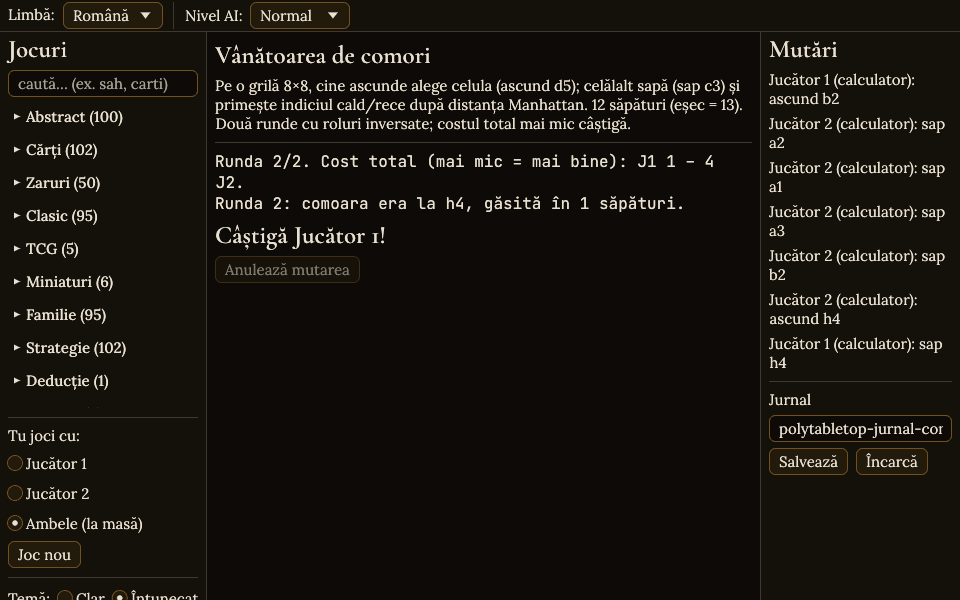 Limbă: Română ▼ Nivel AI: Normal ▼
Jocuri
caută... (ex. sah, carti)
▸ Abstract (100)
▸ Cărți (102)
▸ Zaruri (50)
▸ Clasic (95)
▸ TCG (5)
▸ Miniaturi (6)
▸ Familie (95)
▸ Strategie (102)
▸ Deducție (1)
Tu joci cu:
Jucător 1
Jucător 2
Ambele (la masă)
Joc nou
Temă: Clar Întunecat
Vânătoarea de comori
Pe o grilă 8×8, cine ascunde alege celula (ascund d5); celălalt sapă (sap c3) și
primește indiciul cald/rece după distanța Manhattan. 12 săpături (eșec = 13).
Două runde cu roluri inversate; costul total mai mic câștigă.
Runda 2/2. Cost total (mai mic = mai bine): J1 1 – 4
J2.
Runda 2: comoara era la h4, găsită în 1 săpături.
Câștigă Jucător 1!
Anulează mutarea
Mutări
Jucător 1 (calculator):
ascund b2
Jucător 2 (calculator): sap
a2
Jucător 2 (calculator): sap
a1
Jucător 2 (calculator): sap
a3
Jucător 2 (calculator): sap
b2
Jucător 2 (calculator):
ascund h4
Jucător 1 (calculator): sap
h4
Jurnal
polytabletop-jurnal-cor
Salvează Încarcă